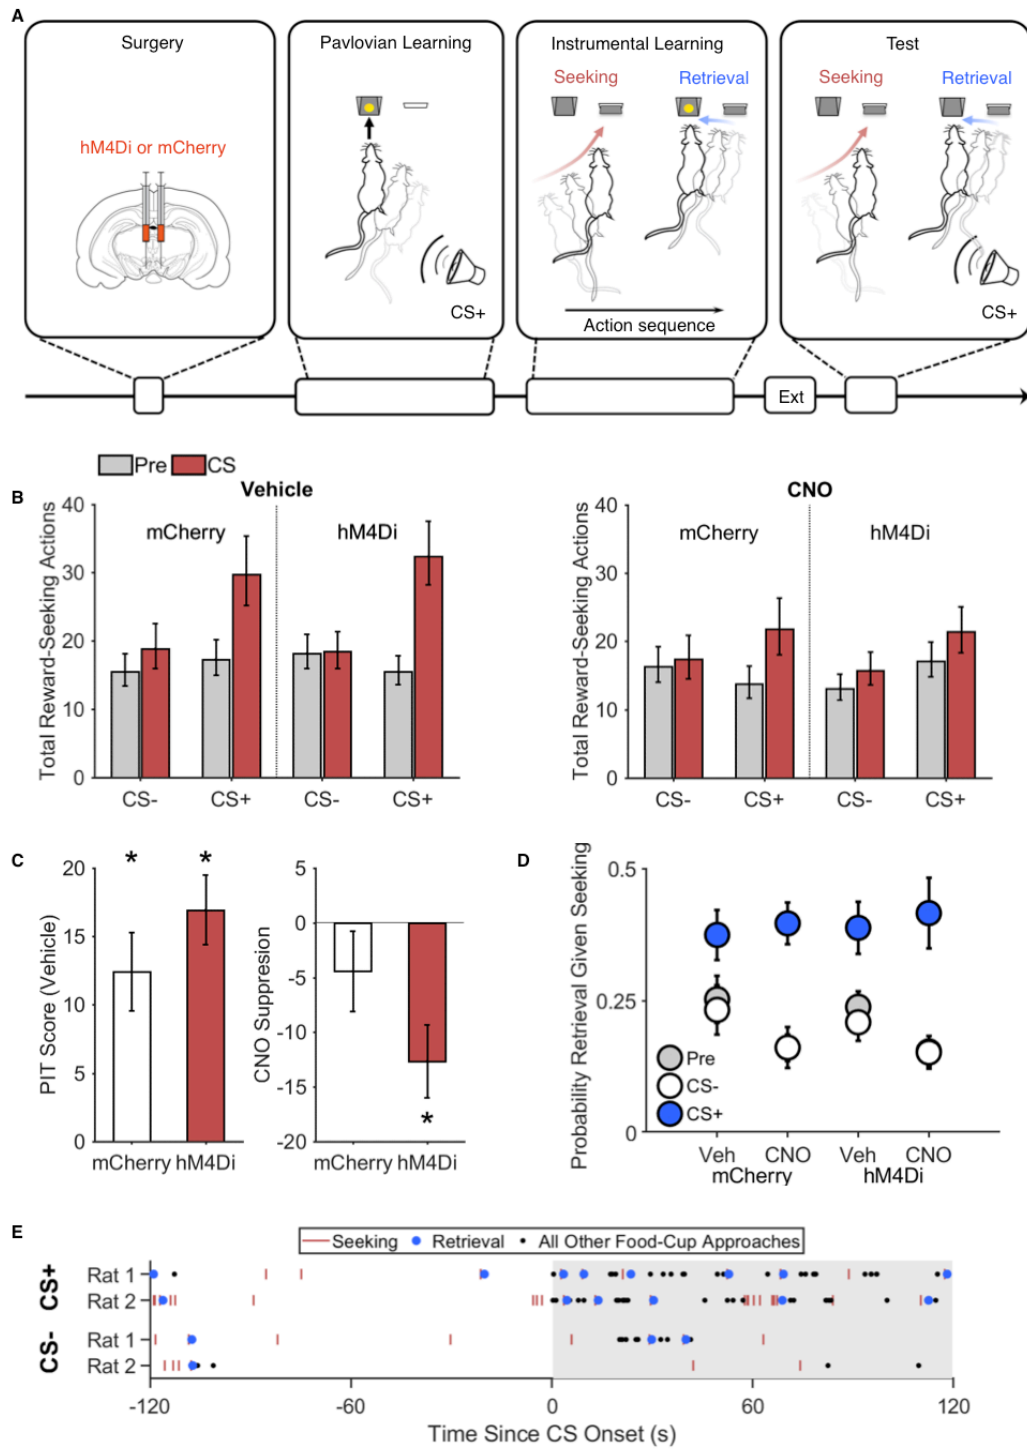 A
Surgery
Pavlovian Learning
Instrumental Learning
Test
Seeking
Retrieval
Seeking
Retrieval
hM4Di or mCherry
CS+
Action sequence
CS+
Ext
Pre
CS
B
Vehicle
CNO
Total Reward-Seeking Actions
40
30
20
10
0
mCherry
hM4Di
CS-
CS+
CS-
CS+
Total Reward-Seeking Actions
40
30
20
10
0
mCherry
hM4Di
CS-
CS+
CS-
CS+
C
PIT Score (Vehicle)
20
15
10
5
0
*
*
mCherry hM4Di
CNO Suppresion
5
0
-5
-10
-15
-20
*
mCherry hM4Di
D
Probability Retrieval Given Seeking
0.5
0.25
0
Pre
CS-
CS+
Veh
CNO
Veh
CNO
mCherry
hM4Di
E
Seeking
Retrieval
All Other Food-Cup Approaches
CS+
Rat 1
Rat 2
CS-
Rat 1
Rat 2
-120
-60
0
60
120
Time Since CS Onset (s)